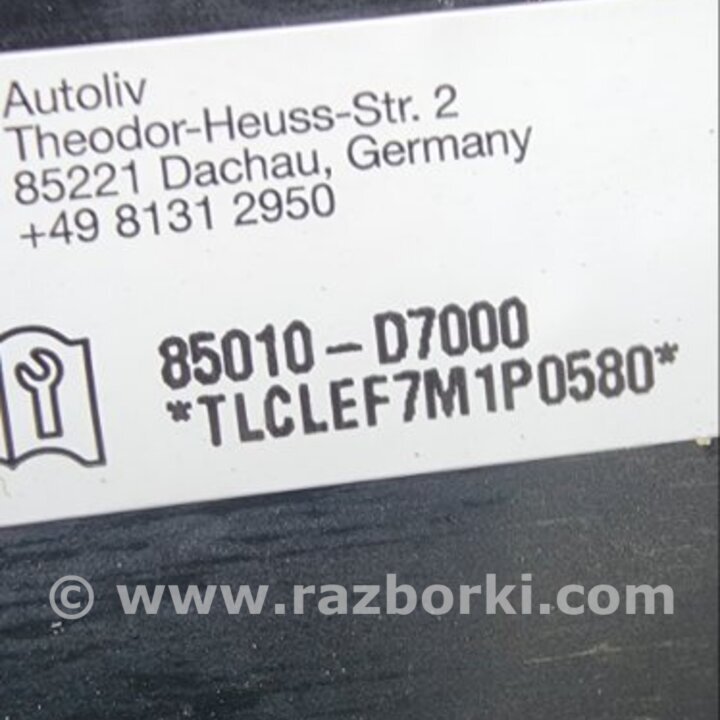 Autoliv
Theodor-Heuss-Str. 2
85221 Dachau, Germany
+49 8131 2950
85010-D7000
*TLCLEF7M1P0580*
© www.razborki.com